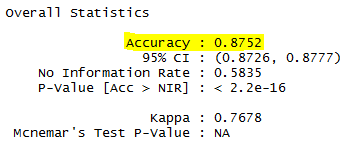 Overall Statistics
Accuracy : 0.8752
95% CI : (0.8726, 0.8777)
No Information Rate : 0.5835
P-Value [Acc > NIR] : < 2.2e-16
Kappa : 0.7678
Mcnemar's Test P-Value : NA